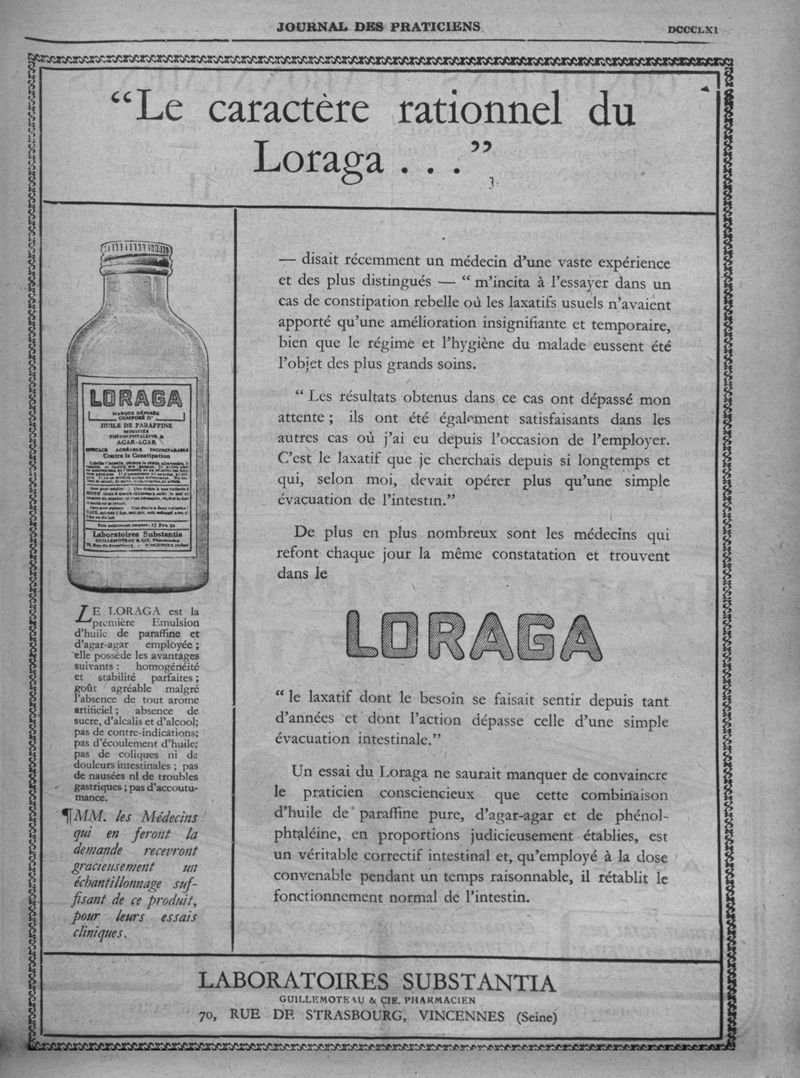 JOURNAL DES PRATICIENS
DCCCLXI
“Le caractère rationnel du
Loraga . . .”
LORAGA
MARQUE DÉPOSÉE
COMPOSÉ
HUILE DE PARAFFINE
MODIFIÉE
PHÉNOLPHTALÉINE &
AGAR-AGAR
EFFICACE AGRÉABLE INCOMPARABLE
Contre la Constipation
Laboratoires Substantia
GUILLEMOTEAU & CIE, Pharmacien
LE LORAGA est la
première Emulsion
d’huile de paraffine et
d’agar-agar employée ;
elle possède les avantages
suivants : homogénéité
et stabilité parfaites ;
goût agréable malgré
l’absence de tout arome
artificiel ; absence de
sucre, d’alcalis et d’alcool;
pas de contre-indications;
pas d’écoulement d’huile;
pas de coliques ni de
douleurs intestinales ; pas
de nausées ni de troubles
gastriques ; pas d’accoutu-
mance.
¶MM. les Médecins
qui en feront la
demande recevront
gracieusement un
échantillonnage suf-
fisant de ce produit,
pour leurs essais
cliniques.
— disait récemment un médecin d’une vaste expérience
et des plus distingués — “ m’incita à l’essayer dans un
cas de constipation rebelle où les laxatifs usuels n’avaient
apporté qu’une amélioration insignifiante et temporaire,
bien que le régime et l’hygiène du malade eussent été
l’objet des plus grands soins.
“ Les résultats obtenus dans ce cas ont dépassé mon
attente ; ils ont été également satisfaisants dans les
autres cas où j’ai eu depuis l’occasion de l’employer.
C’est le laxatif que je cherchais depuis si longtemps et
qui, selon moi, devait opérer plus qu’une simple
évacuation de l’intestin.”
De plus en plus nombreux sont les médecins qui
refont chaque jour la même constatation et trouvent
dans le
LORAGA
“ le laxatif dont le besoin se faisait sentir depuis tant
d’années et dont l’action dépasse celle d’une simple
évacuation intestinale.”
Un essai du Loraga ne saurait manquer de convaincre
le praticien consciencieux que cette combinaison
d’huile de paraffine pure, d’agar-agar et de phénol-
phtaléine, en proportions judicieusement établies, est
un véritable correctif intestinal et, qu’employé à la dose
convenable pendant un temps raisonnable, il rétablit le
fonctionnement normal de l’intestin.
LABORATOIRES SUBSTANTIA
GUILLEMOTEAU & CIE, PHARMACIEN
70, RUE DE STRASBOURG, VINCENNES (Seine)